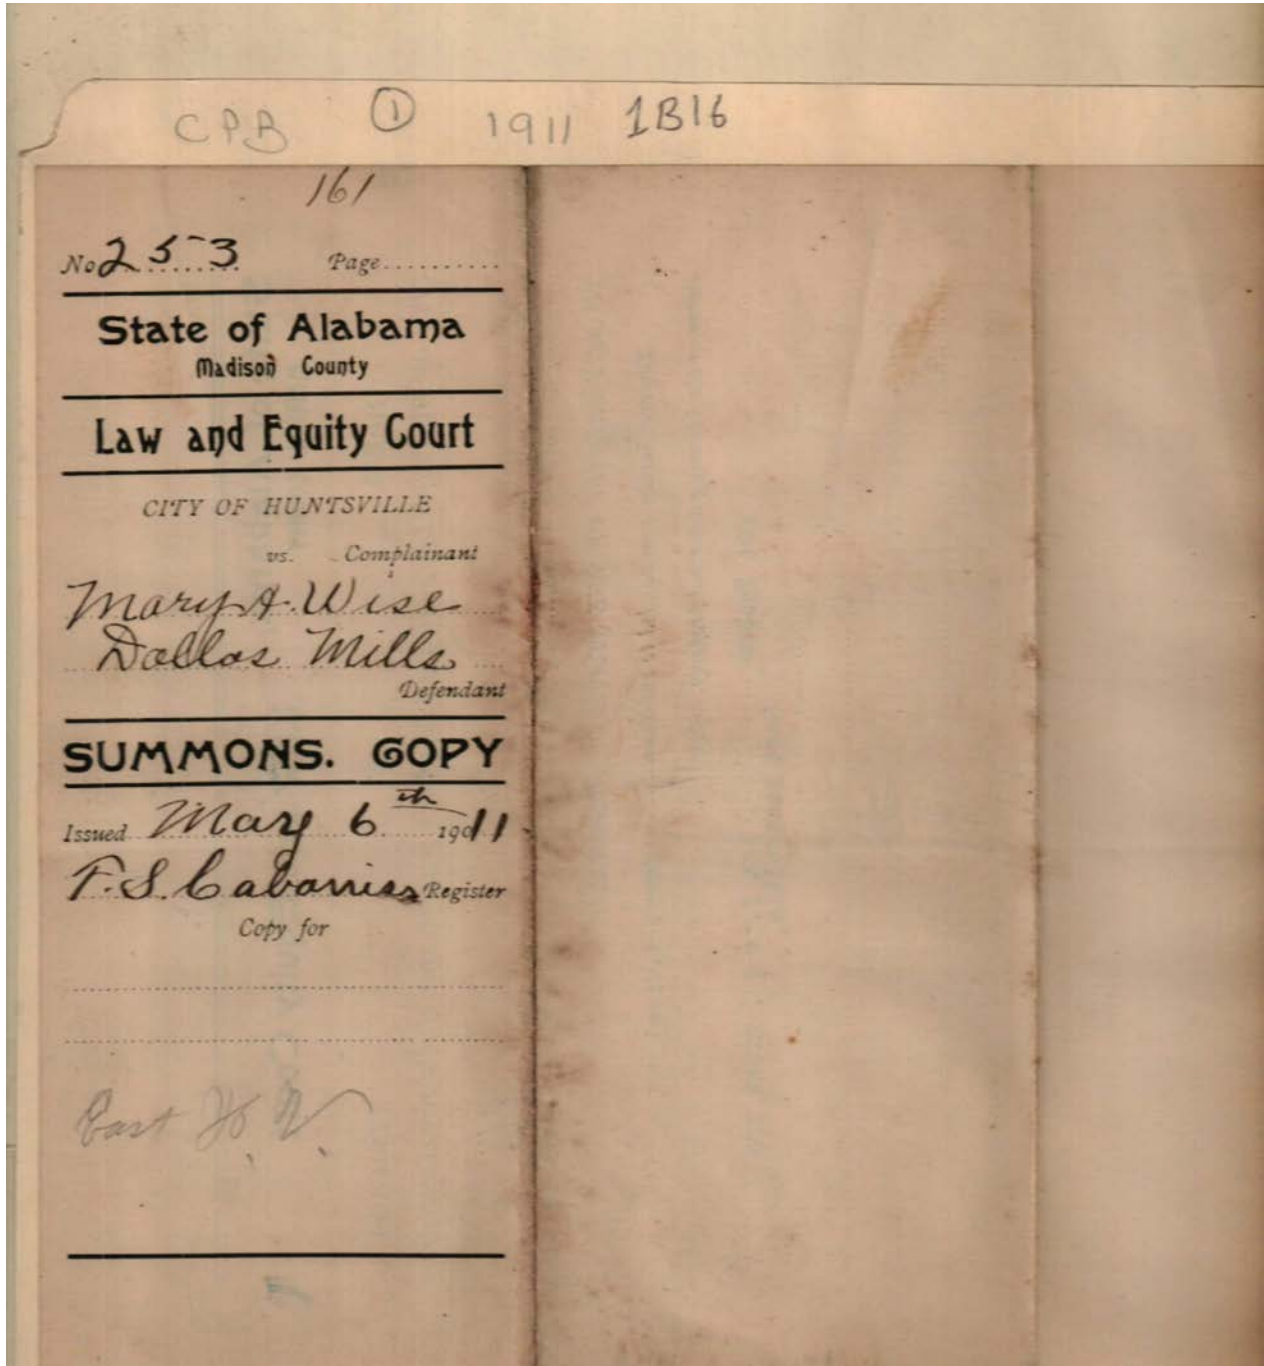 CPB ① 1911 1B16
161
No 253 Page..........
State of Alabama
Madison County
Law and Equity Court
CITY OF HUNTSVILLE
vs. Complainant
Mary A. Wise
Dallas Mills
Defendant
SUMMONS. COPY
Issued May 6th 1911
F. S. Cabaniss Register
Copy for
East